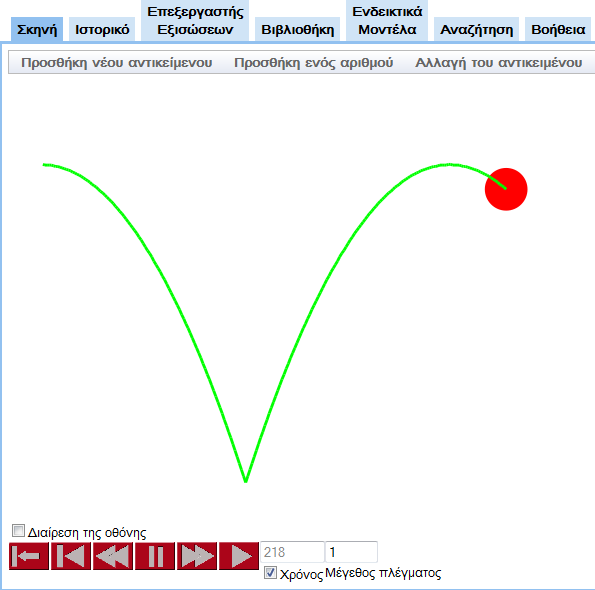 Σκηνή
Ιστορικό
Επεξεργαστής
Εξισώσεων
Βιβλιοθήκη
Ενδεικτικά
Μοντέλα
Αναζήτηση
Βοήθεια
Προσθήκη νέου αντικείμενου Προσθήκη ενός αριθμού Αλλαγή του αντικειμένου
Διαίρεση της οθόνης
218 1
Χρόνος Μέγεθος πλέγματος